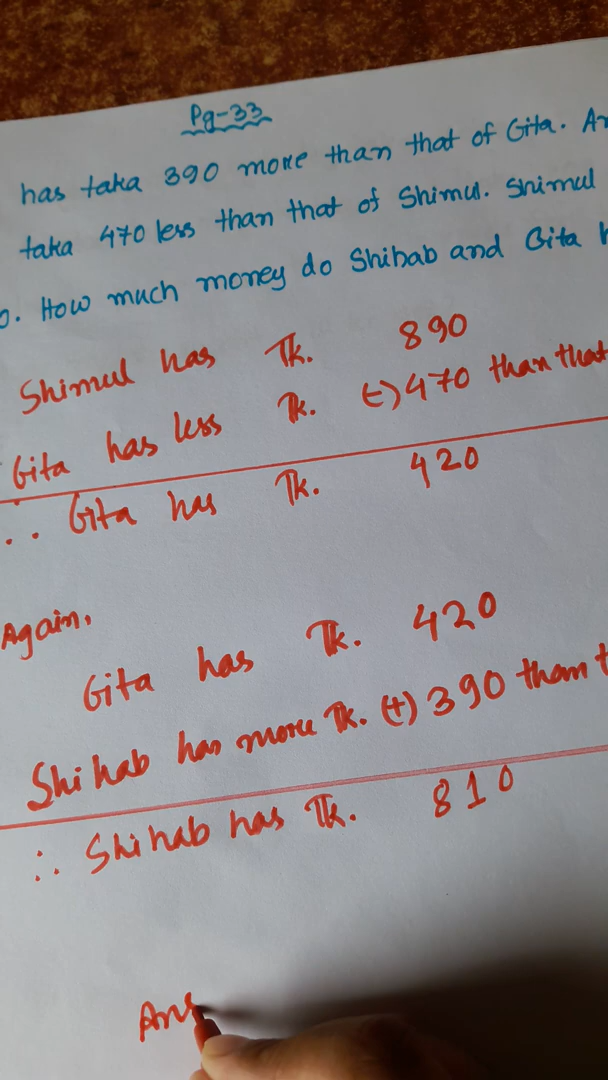 Pg-33
has taka 390 more than that of Gita.
taka 470 less than that of Shimul. Shimul
0. How much money do Shihab and Gita
Shimul has Tk. 890
Gita has less Tk. (-) 470 than that
∴ Gita has Tk. 420
Again,
Gita has Tk. 420
Shihab has more Tk. (+) 390 than
∴ Shihab has Tk. 810
Ans